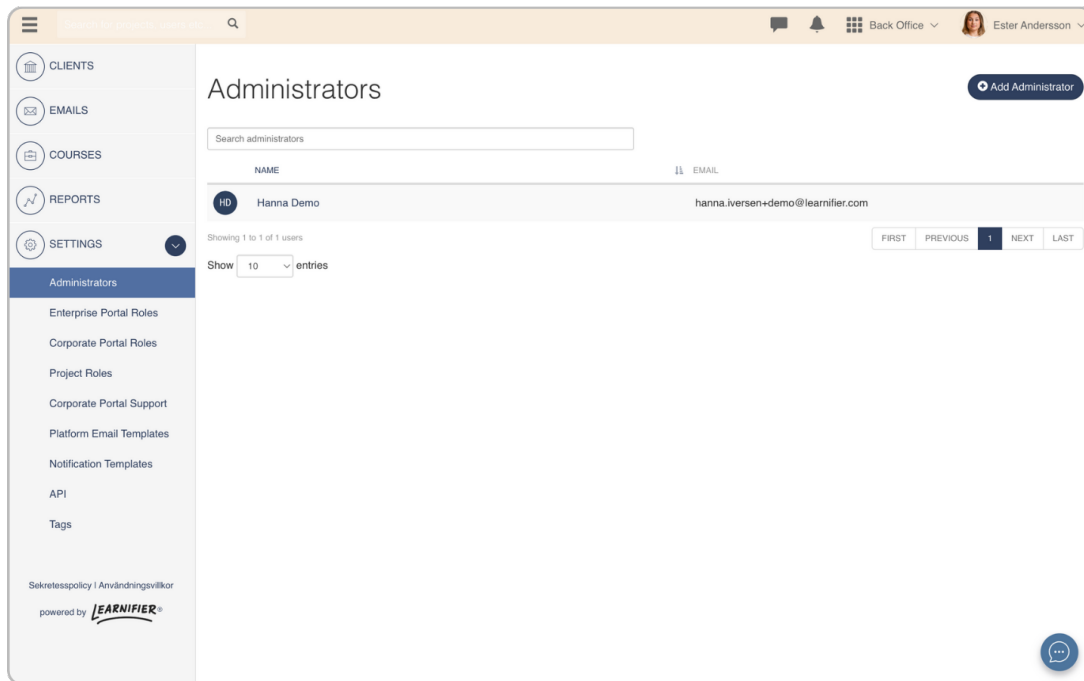 Back Office
Ester Andersson
CLIENTS
EMAILS
COURSES
REPORTS
SETTINGS
Administrators
Enterprise Portal Roles
Corporate Portal Roles
Project Roles
Corporate Portal Support
Platform Email Templates
Notification Templates
API
Tags
Sekretesspolicy | Användningsvillkor
powered by LEARNIFIER®
Administrators
Add Administrator
Search administrators
NAME EMAIL
HD Hanna Demo hanna.iversen+demo@learnifier.com
Showing 1 to 1 of 1 users
FIRST PREVIOUS 1 NEXT LAST
Show 10 entries